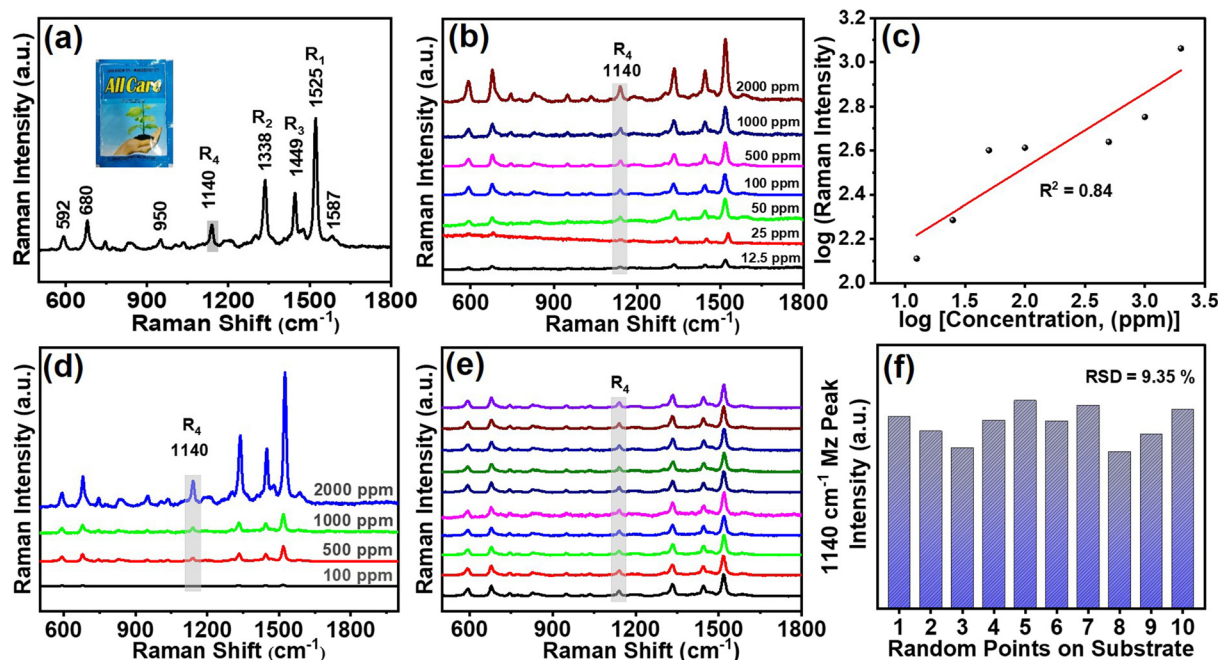 (a)
All Care
R₁
1525
R₂
1338
R₃
1449
R₄
1140
592
680
950
1587
Raman Intensity (a.u.)
600 900 1200 1500 1800
Raman Shift (cm⁻¹)
(b)
R₄
1140
2000 ppm
1000 ppm
500 ppm
100 ppm
50 ppm
25 ppm
12.5 ppm
Raman Intensity (a.u.)
600 900 1200 1500 1800
Raman Shift (cm⁻¹)
(c)
log (Raman Intensity)
3.2
3.0
2.8
2.6
2.4
2.2
2.0
R² = 0.84
1.0 1.5 2.0 2.5 3.0 3.5
log [Concentration, (ppm)]
(d)
R₄
1140
2000 ppm
1000 ppm
500 ppm
100 ppm
Raman Intensity (a.u.)
600 900 1200 1500 1800
Raman Shift (cm⁻¹)
(e)
R₄
Raman Intensity (a.u.)
600 900 1200 1500 1800
Raman Shift (cm⁻¹)
(f)
RSD = 9.35 %
1140 cm⁻¹ Mz Peak
Intensity (a.u.)
1 2 3 4 5 6 7 8 9 10
Random Points on Substrate